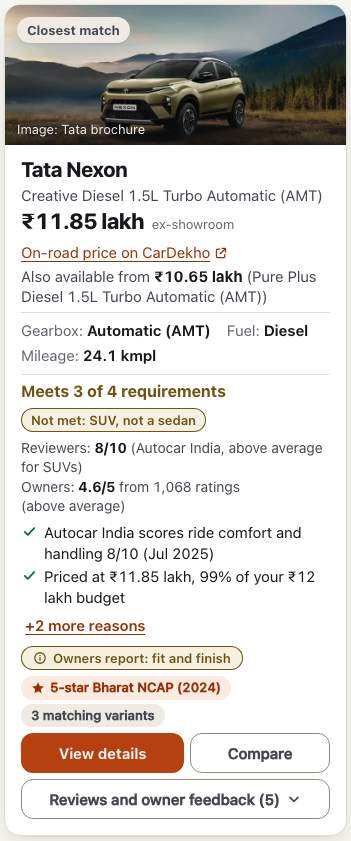 Closest match
NEXON
Image: Tata brochure
Tata Nexon
Creative Diesel 1.5L Turbo Automatic (AMT)
₹11.85 lakh ex-showroom
On-road price on CarDekho
Also available from ₹10.65 lakh (Pure Plus
Diesel 1.5L Turbo Automatic (AMT))
Gearbox: Automatic (AMT) Fuel: Diesel
Mileage: 24.1 kmpl
Meets 3 of 4 requirements
Not met: SUV, not a sedan
Reviewers: 8/10 (Autocar India, above average
for SUVs)
Owners: 4.6/5 from 1,068 ratings
(above average)
Autocar India scores ride comfort and
handling 8/10 (Jul 2025)
Priced at ₹11.85 lakh, 99% of your ₹12
lakh budget
+2 more reasons
Owners report: fit and finish
5-star Bharat NCAP (2024)
3 matching variants
View details
Compare
Reviews and owner feedback (5)